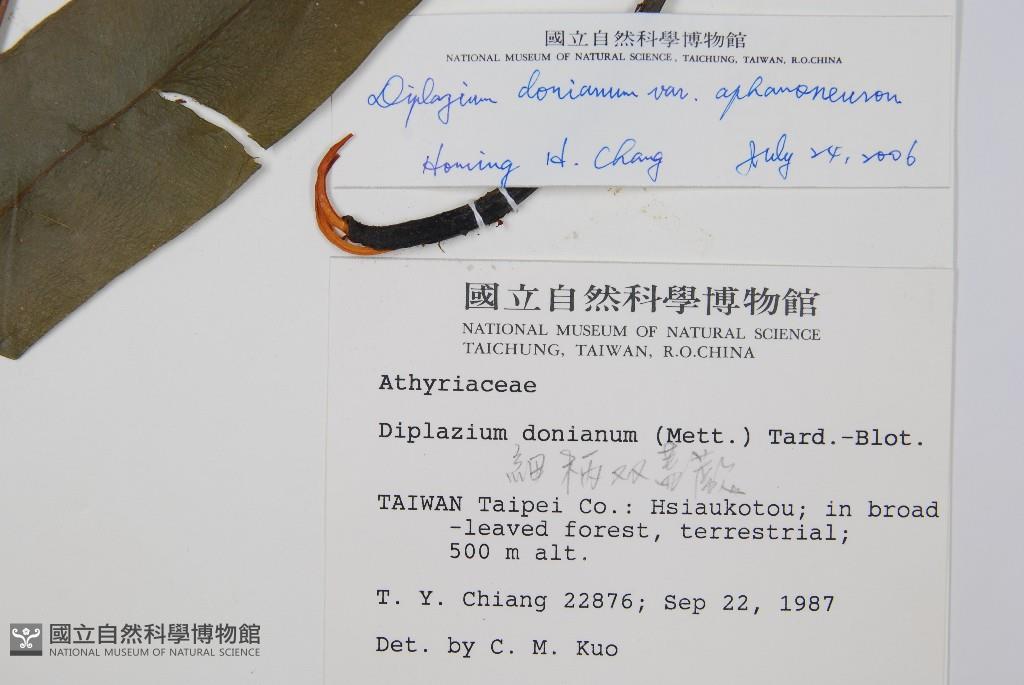 國立自然科學博物館
NATIONAL MUSEUM OF NATURAL SCIENCE, TAICHUNG, TAIWAN, R.O.CHINA
Diplazium donianum var. aphanoneuron
Homing H. Chang July 24, 2006
國立自然科學博物館
NATIONAL MUSEUM OF NATURAL SCIENCE
TAICHUNG, TAIWAN, R.O.CHINA
Athyriaceae
Diplazium donianum (Mett.) Tard.-Blot.
細柄双蓋蕨
TAIWAN Taipei Co.: Hsiaukotou; in broad
-leaved forest, terrestrial;
500 m alt.
T. Y. Chiang 22876; Sep 22, 1987
Det. by C. M. Kuo
國立自然科學博物館
NATIONAL MUSEUM OF NATURAL SCIENCE